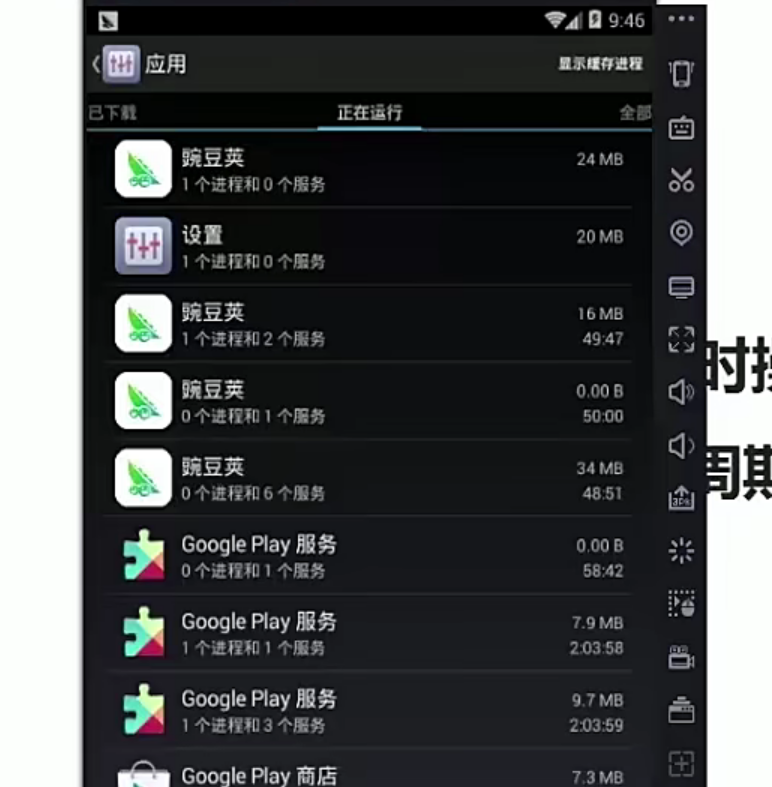 9:46
应用
显示缓存进程
已下载 正在运行 全部
豌豆荚 24 MB
1 个进程和 0 个服务
设置 20 MB
1 个进程和 0 个服务
豌豆荚 16 MB
1 个进程和 2 个服务 49:47
豌豆荚 0.00 B
0 个进程和 1 个服务 50:00
豌豆荚 34 MB
0 个进程和 6 个服务 48:51
Google Play 服务 0.00 B
0 个进程和 1 个服务 58:42
Google Play 服务 7.9 MB
1 个进程和 1 个服务 2:03:58
Google Play 服务 9.7 MB
1 个进程和 3 个服务 2:03:59
Google Play 商店 7.3 MB
时
周期